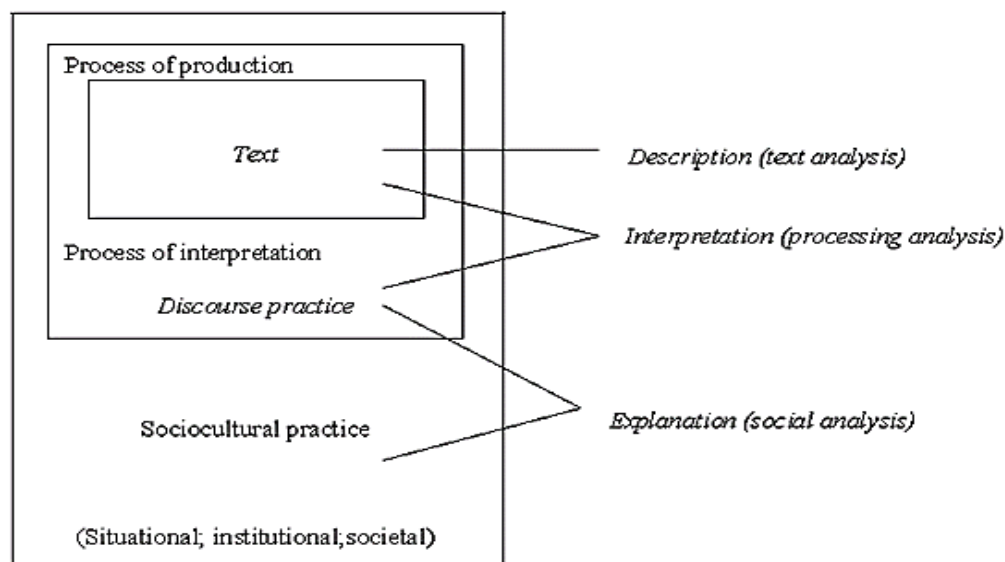 Process of production
Text
Description (text analysis)
Interpretation (processing analysis)
Process of interpretation
Discourse practice
Explanation (social analysis)
Sociocultural practice
(Situational; institutional;societal)